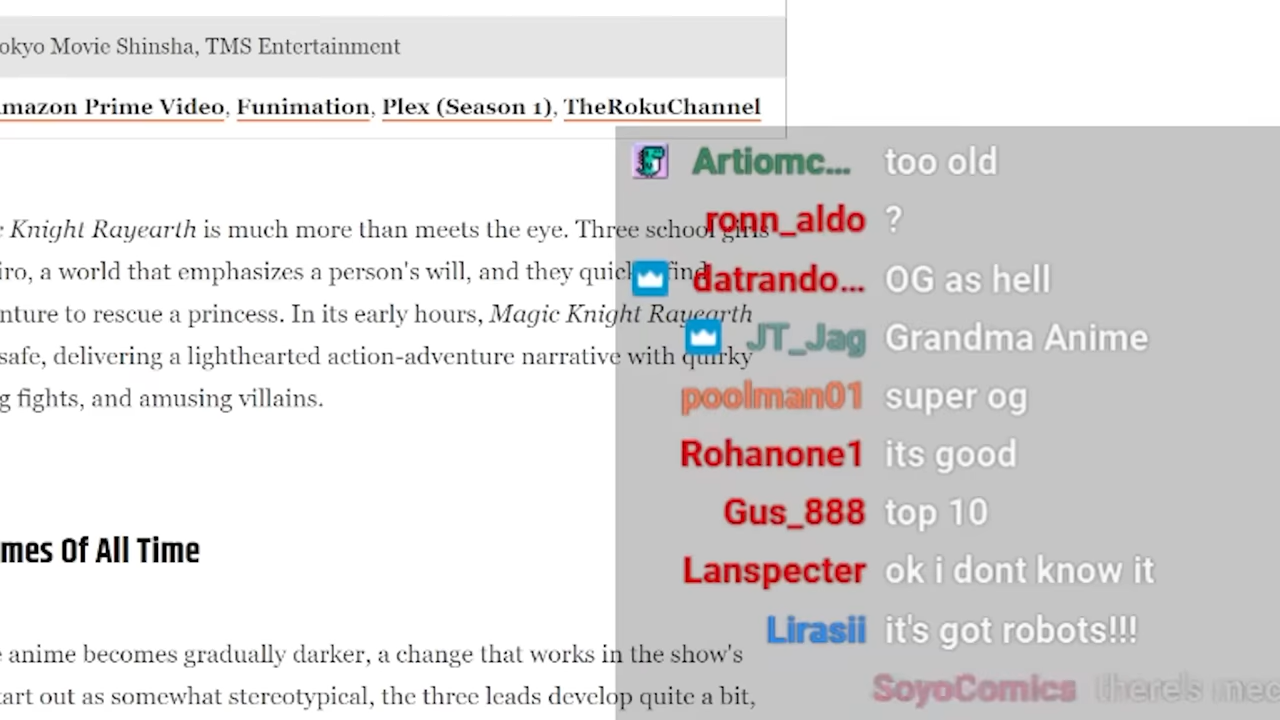 okyo Movie Shinsha, TMS Entertainment
mazon Prime Video, Funimation, Plex (Season 1), TheRokuChannel
Knight Rayearth is much more than meets the eye. Three school girls
iro, a world that emphasizes a person's will, and they quickly find
nture to rescue a princess. In its early hours, Magic Knight Rayearth
safe, delivering a lighthearted action-adventure narrative with quirky
g fights, and amusing villains.
mes Of All Time
e anime becomes gradually darker, a change that works in the show's
tart out as somewhat stereotypical, the three leads develop quite a bit,
Artiomc... too old
ronn_aldo ?
datrando... OG as hell
JT_Jag Grandma Anime
poolman01 super og
Rohanone1 its good
Gus_888 top 10
Lanspecter ok i dont know it
Lirasii it's got robots!!!
SoyoComics there's mec